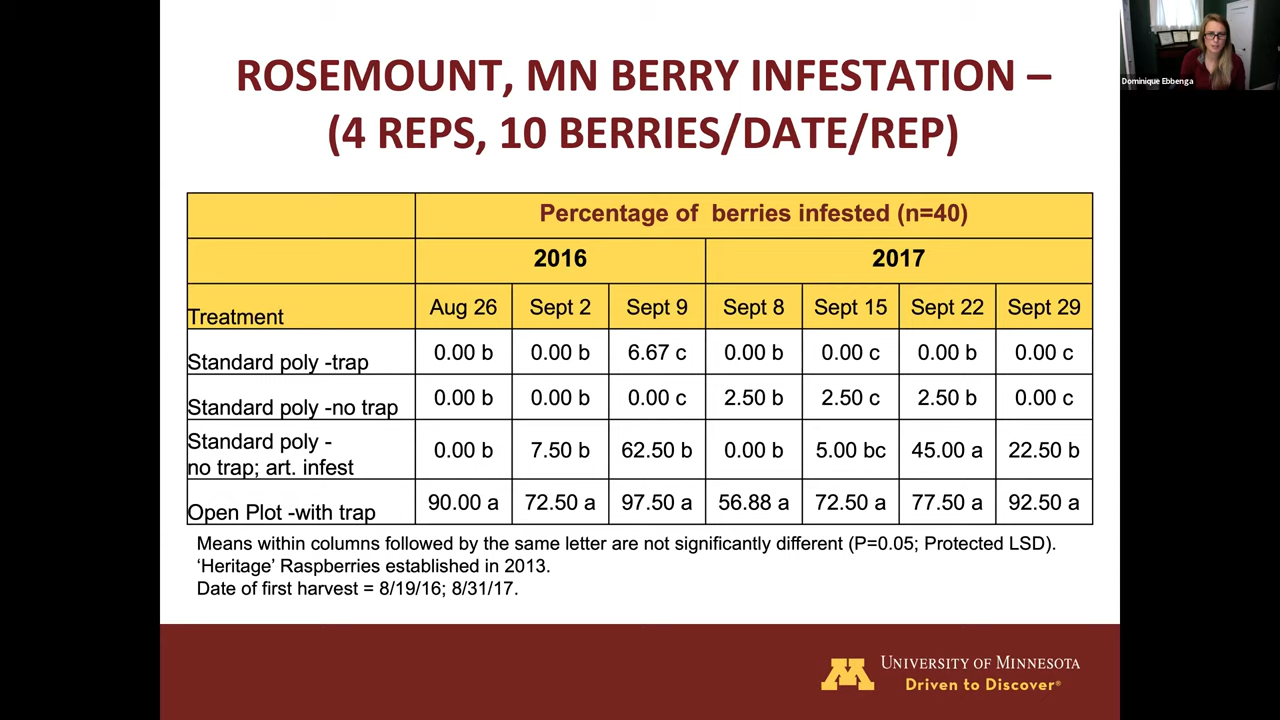 ROSEMOUNT, MN BERRY INFESTATION –
(4 REPS, 10 BERRIES/DATE/REP)
Dominique Ebbenga
Percentage of berries infested (n=40)
2016 2017
Treatment Aug 26 Sept 2 Sept 9 Sept 8 Sept 15 Sept 22 Sept 29
Standard poly -trap 0.00 b 0.00 b 6.67 c 0.00 b 0.00 c 0.00 b 0.00 c
Standard poly -no trap 0.00 b 0.00 b 0.00 c 2.50 b 2.50 c 2.50 b 0.00 c
Standard poly -
no trap; art. infest 0.00 b 7.50 b 62.50 b 0.00 b 5.00 bc 45.00 a 22.50 b
Open Plot -with trap 90.00 a 72.50 a 97.50 a 56.88 a 72.50 a 77.50 a 92.50 a
Means within columns followed by the same letter are not significantly different (P=0.05; Protected LSD).
‘Heritage’ Raspberries established in 2013.
Date of first harvest = 8/19/16; 8/31/17.
M
UNIVERSITY OF MINNESOTA
Driven to Discover®